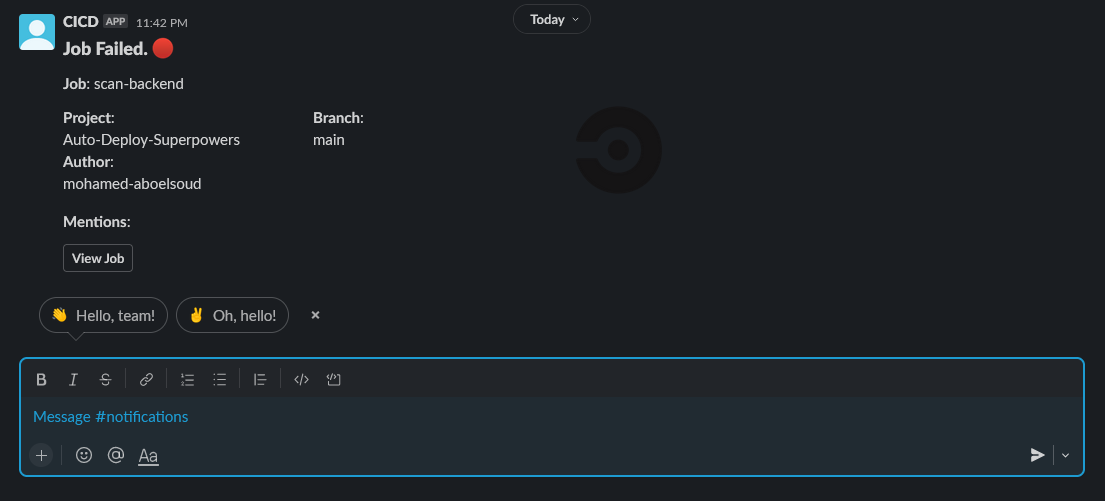 Today
CICD APP 11:42 PM
Job Failed.
Job: scan-backend
Project:
Auto-Deploy-Superpowers
Branch:
main
Author:
mohamed-aboelsoud
Mentions:
View Job
Hello, team!
Oh, hello!
B I S
Message #notifications
Aa